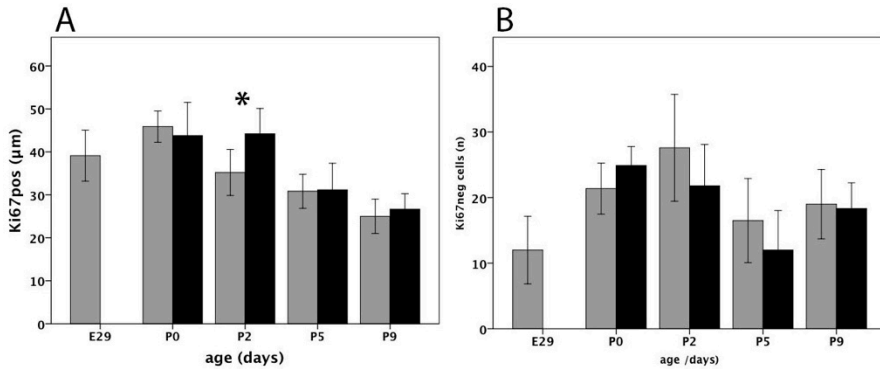 A
Ki67pos (μm)
60
50
40
30
20
10
0
*
E29 P0 P2 P5 P9
age (days)
B
Ki67neg cells (n)
40
30
20
10
0
E29 P0 P2 P5 P9
age /days)